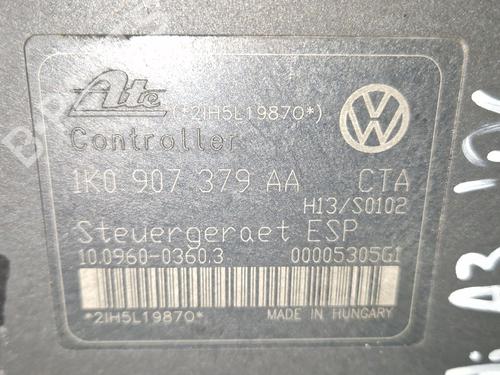 Ate (*2IH5L19870*)
Controller
1K0 907 379 AA CTA
H13/S0102
Steuergeraet ESP
10.0960-0360.3 00005305G1
*2IH5L19870* MADE IN HUNGARY
A3